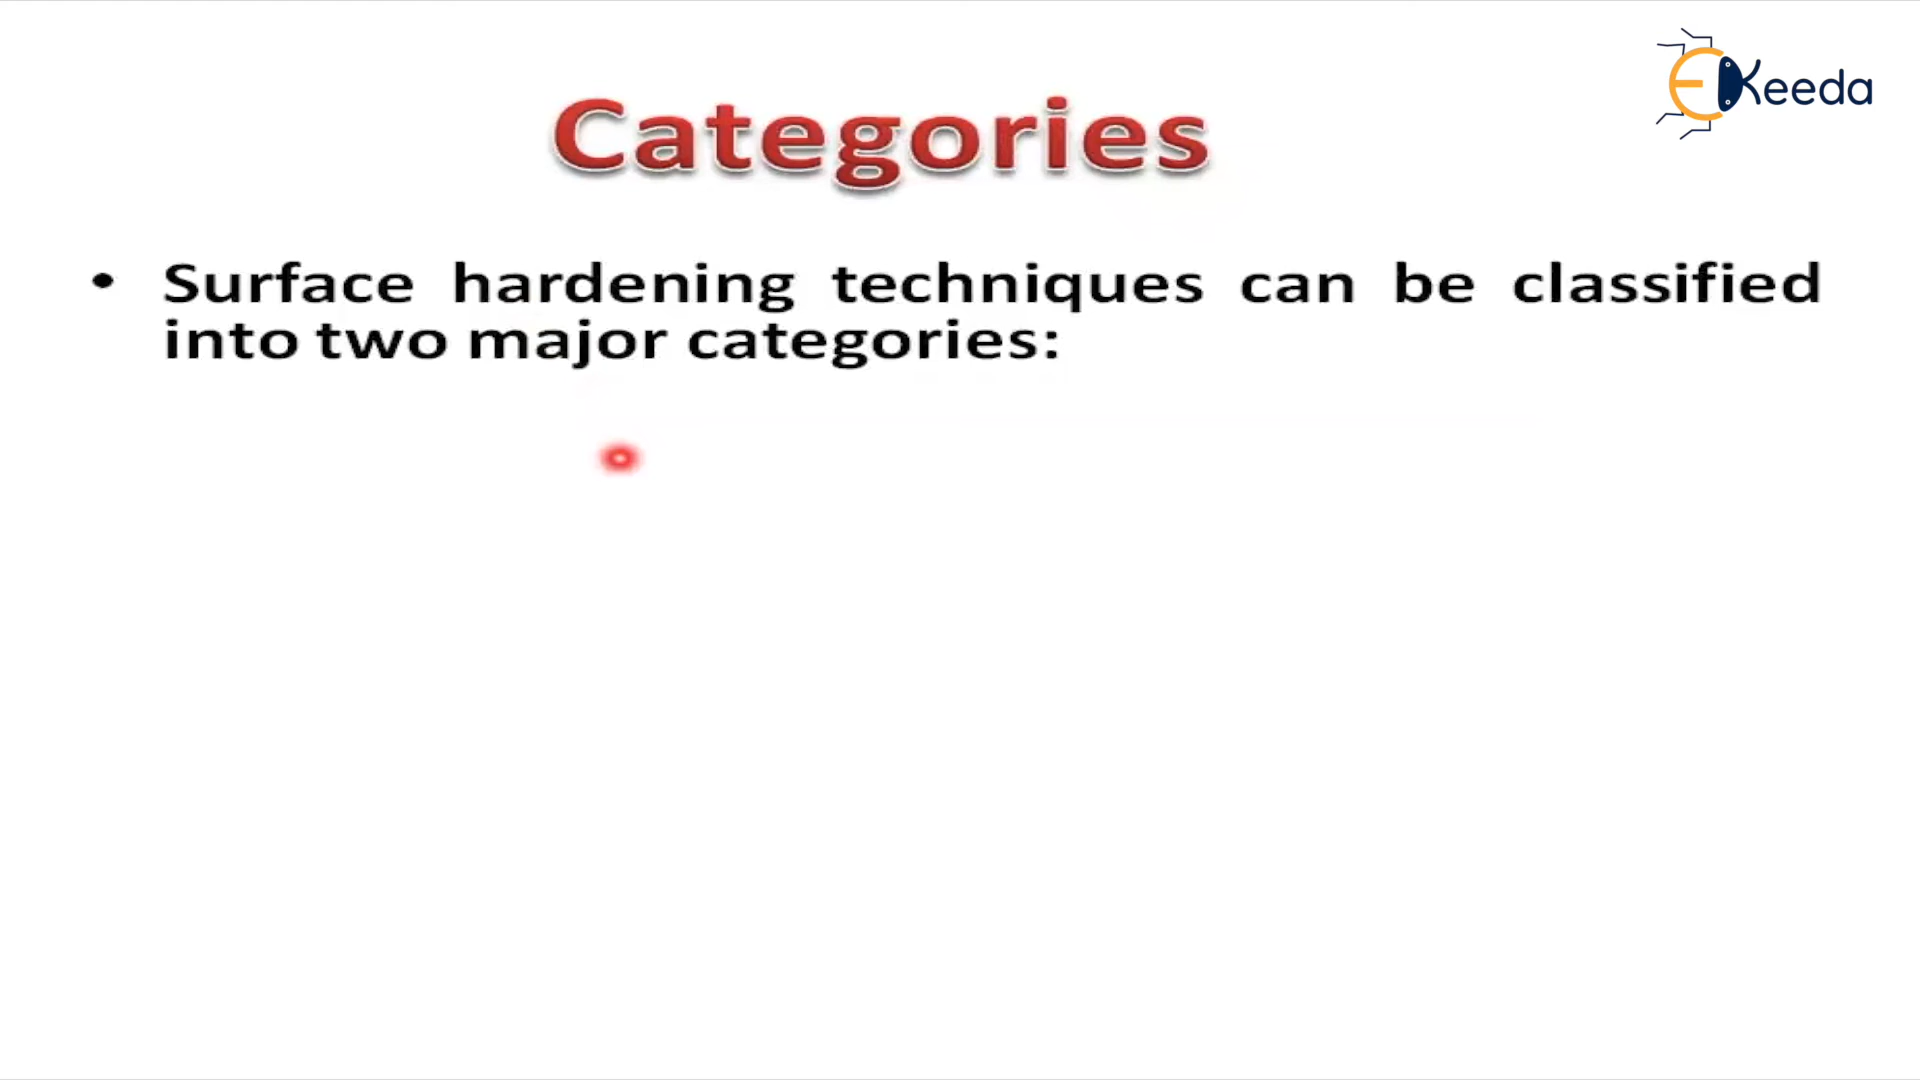 EKeeda
Categories
• Surface hardening techniques can be classified
into two major categories: